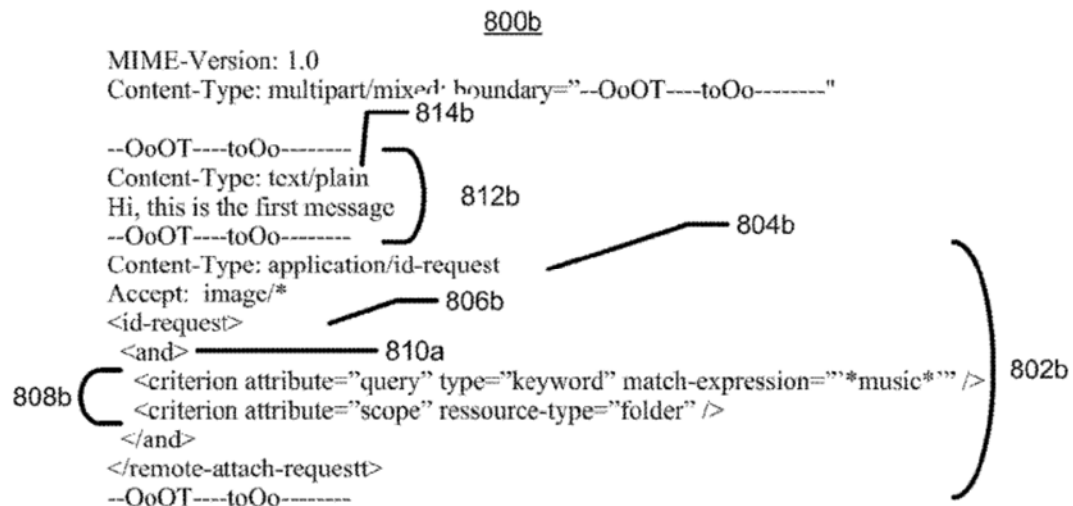 800b
MIME-Version: 1.0
Content-Type: multipart/mixed; boundary=”--OoOT----toOo--------"
814b
--OoOT----toOo--------
Content-Type: text/plain
812b
Hi, this is the first message
--OoOT----toOo--------
804b
Content-Type: application/id-request
Accept: image/*
806b
<id-request>
<and>
810a
808b
<criterion attribute=”query” type=”keyword” match-expression=”’*music*’” />
802b
<criterion attribute=”scope” ressource-type=”folder” />
</and>
</remote-attach-requestt>
--OoOT----toOo--------